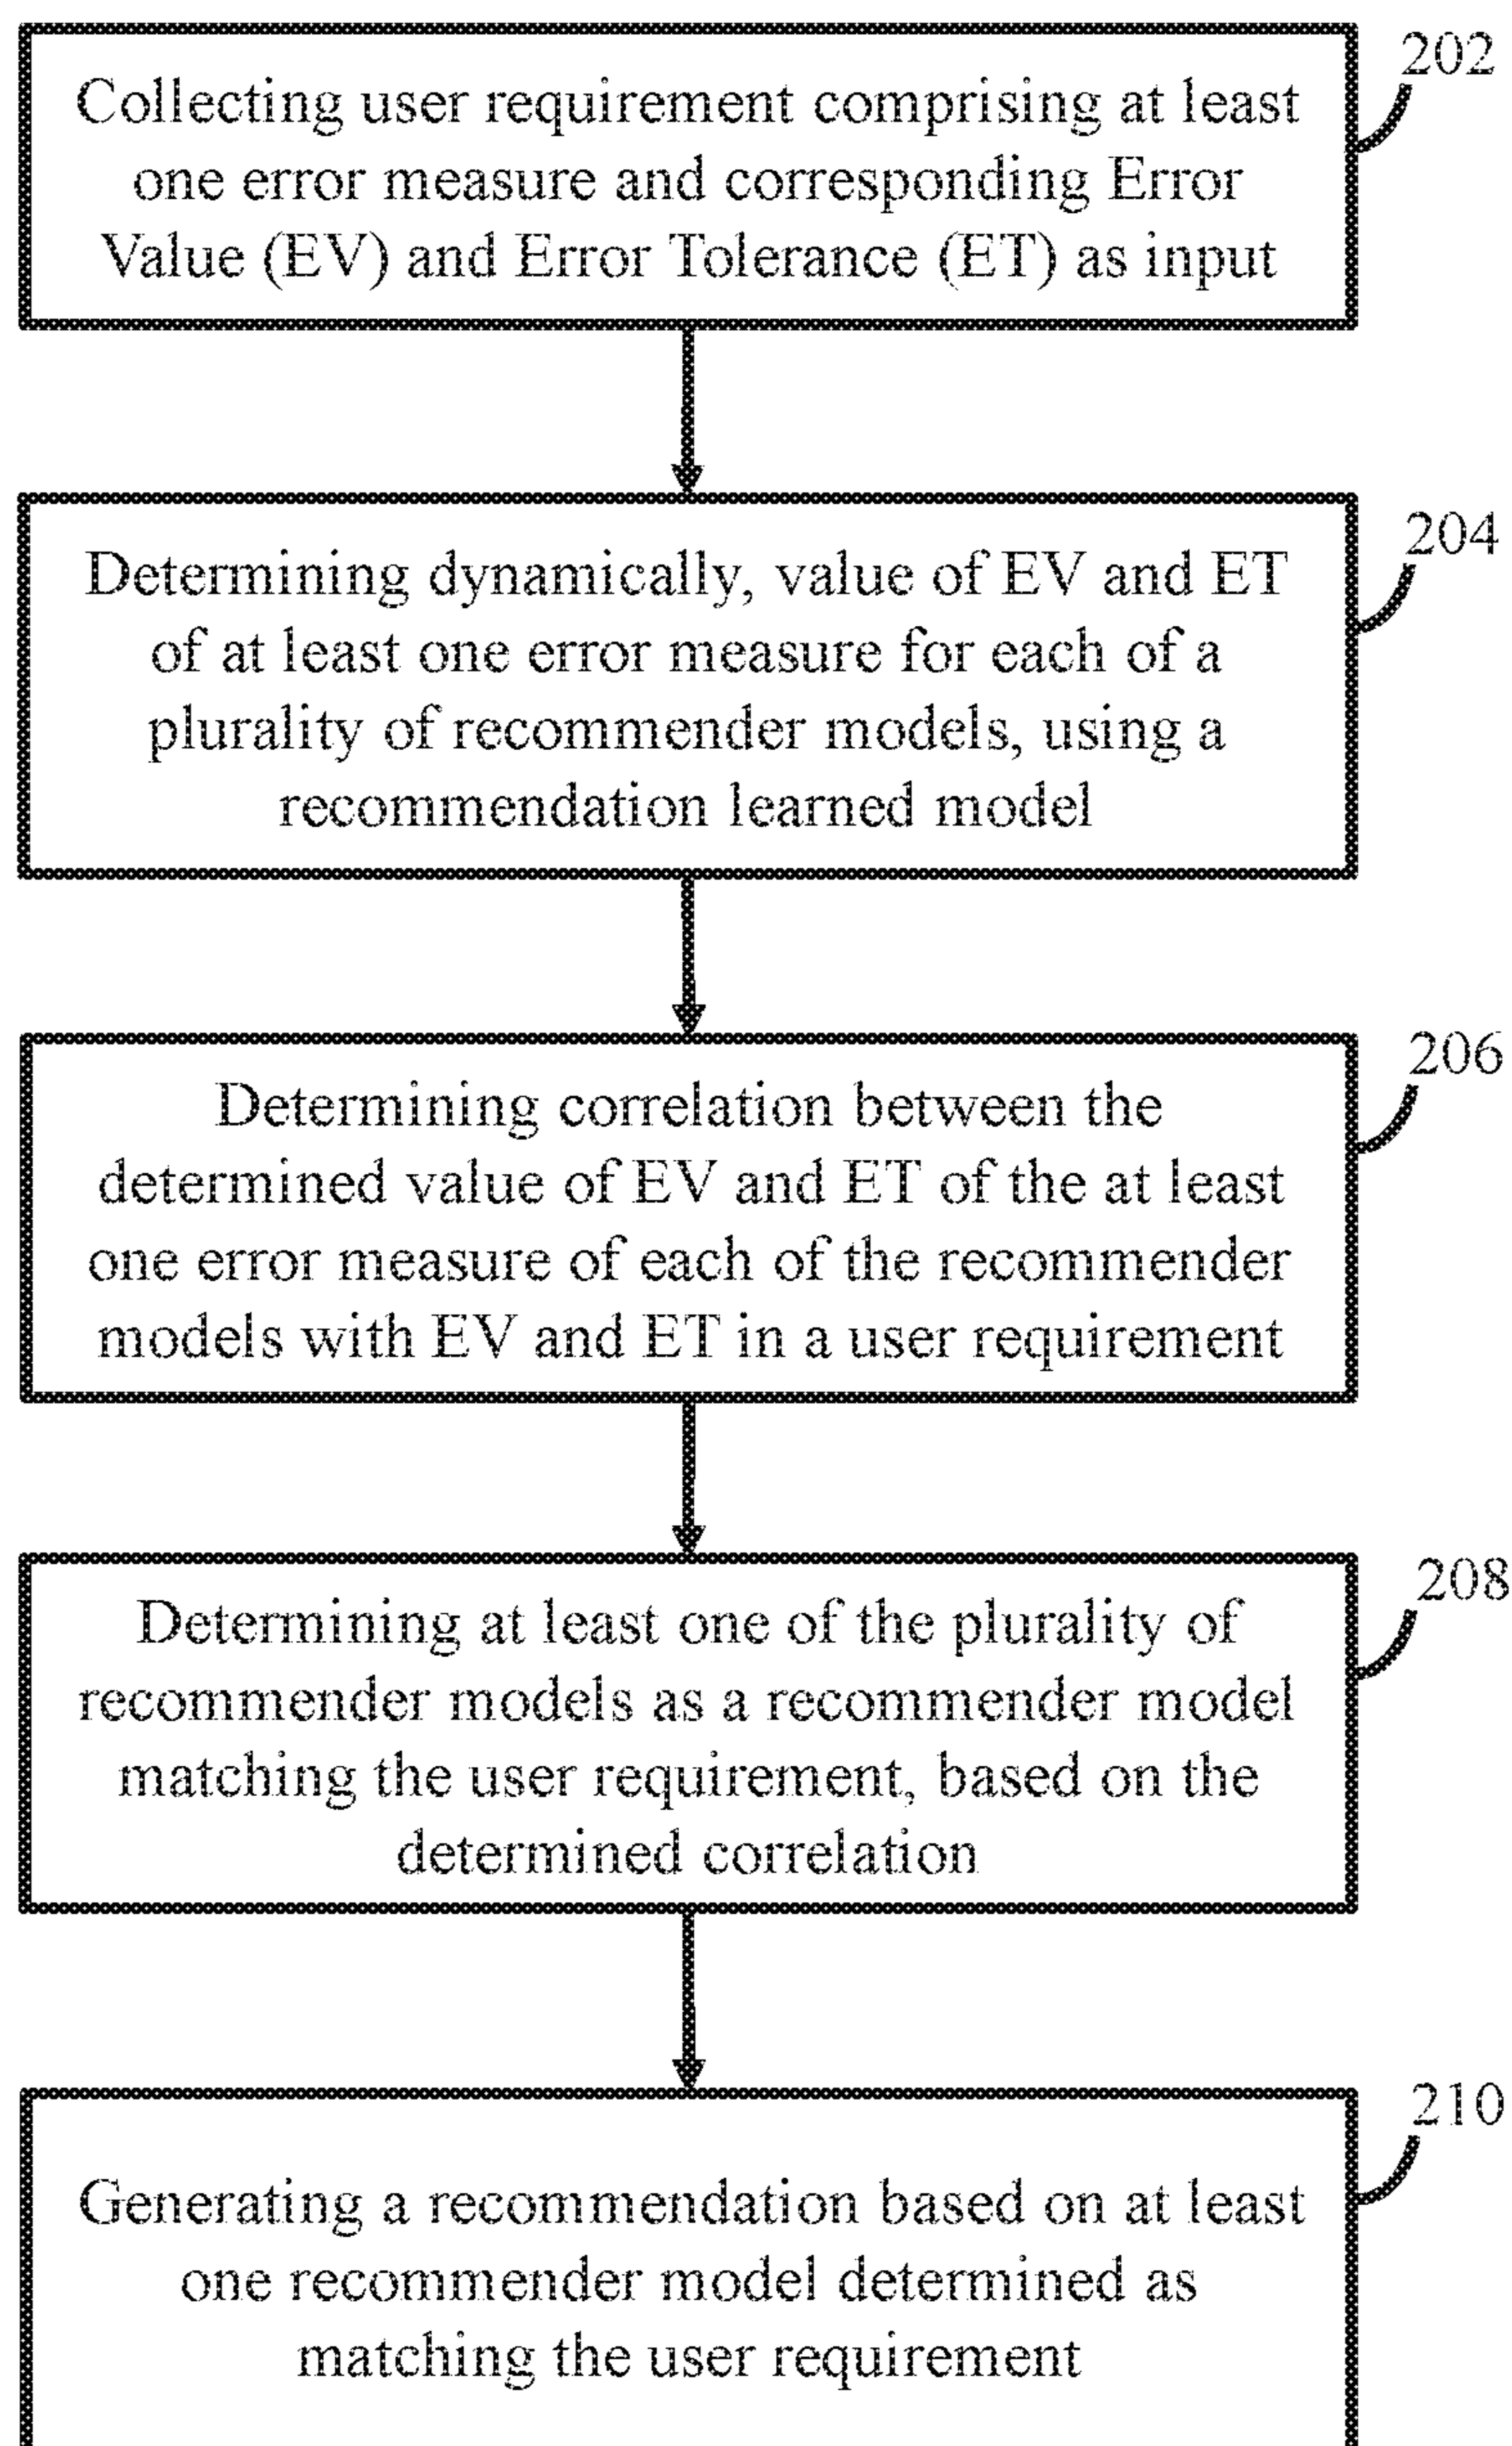 202
Collecting user requirement comprising at least
one error measure and corresponding Error
Value (EV) and Error Tolerance (ET) as input
204
Determining dynamically, value of EV and ET
of at least one error measure for each of a
plurality of recommender models, using a
recommendation learned model
206
Determining correlation between the
determined value of EV and ET of the at least
one error measure of each of the recommender
models with EV and ET in a user requirement
208
Determining at least one of the plurality of
recommender models as a recommender model
matching the user requirement, based on the
determined correlation
210
Generating a recommendation based on at least
one recommender model determined as
matching the user requirement